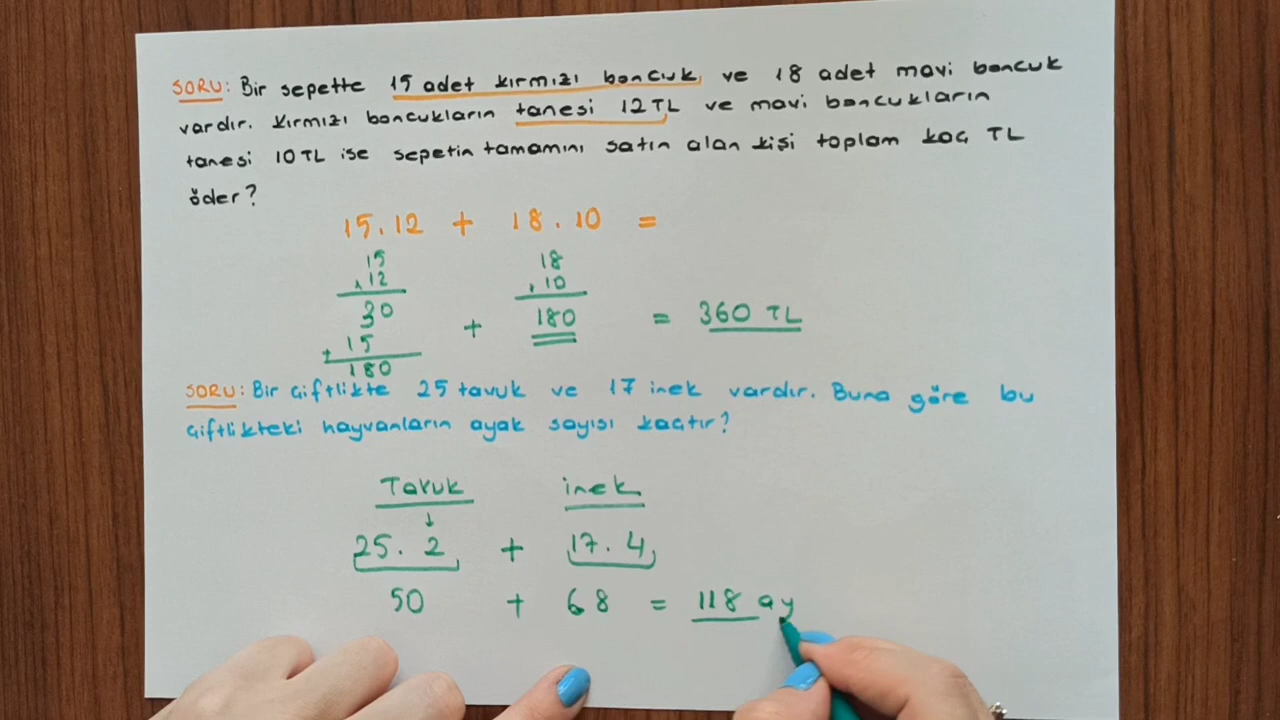 SORU: Bir sepette 15 adet kırmızı boncuk ve 18 adet mavi boncuk
vardır. Kırmızı boncukların tanesi 12 TL ve mavi boncukların
tanesi 10 TL ise sepetin tamamını satın alan kişi toplam kaç TL
öder?
15.12 + 18.10 =
15 18
x12 x10
30 180 = 360 TL
+ 15 +
180
SORU: Bir çiftlikte 25 tavuk ve 17 inek vardır. Buna göre bu
çiftlikteki hayvanların ayak sayısı kaçtır?
Tavuk inek
25.2 + 17.4
50 + 68 = 118 ay